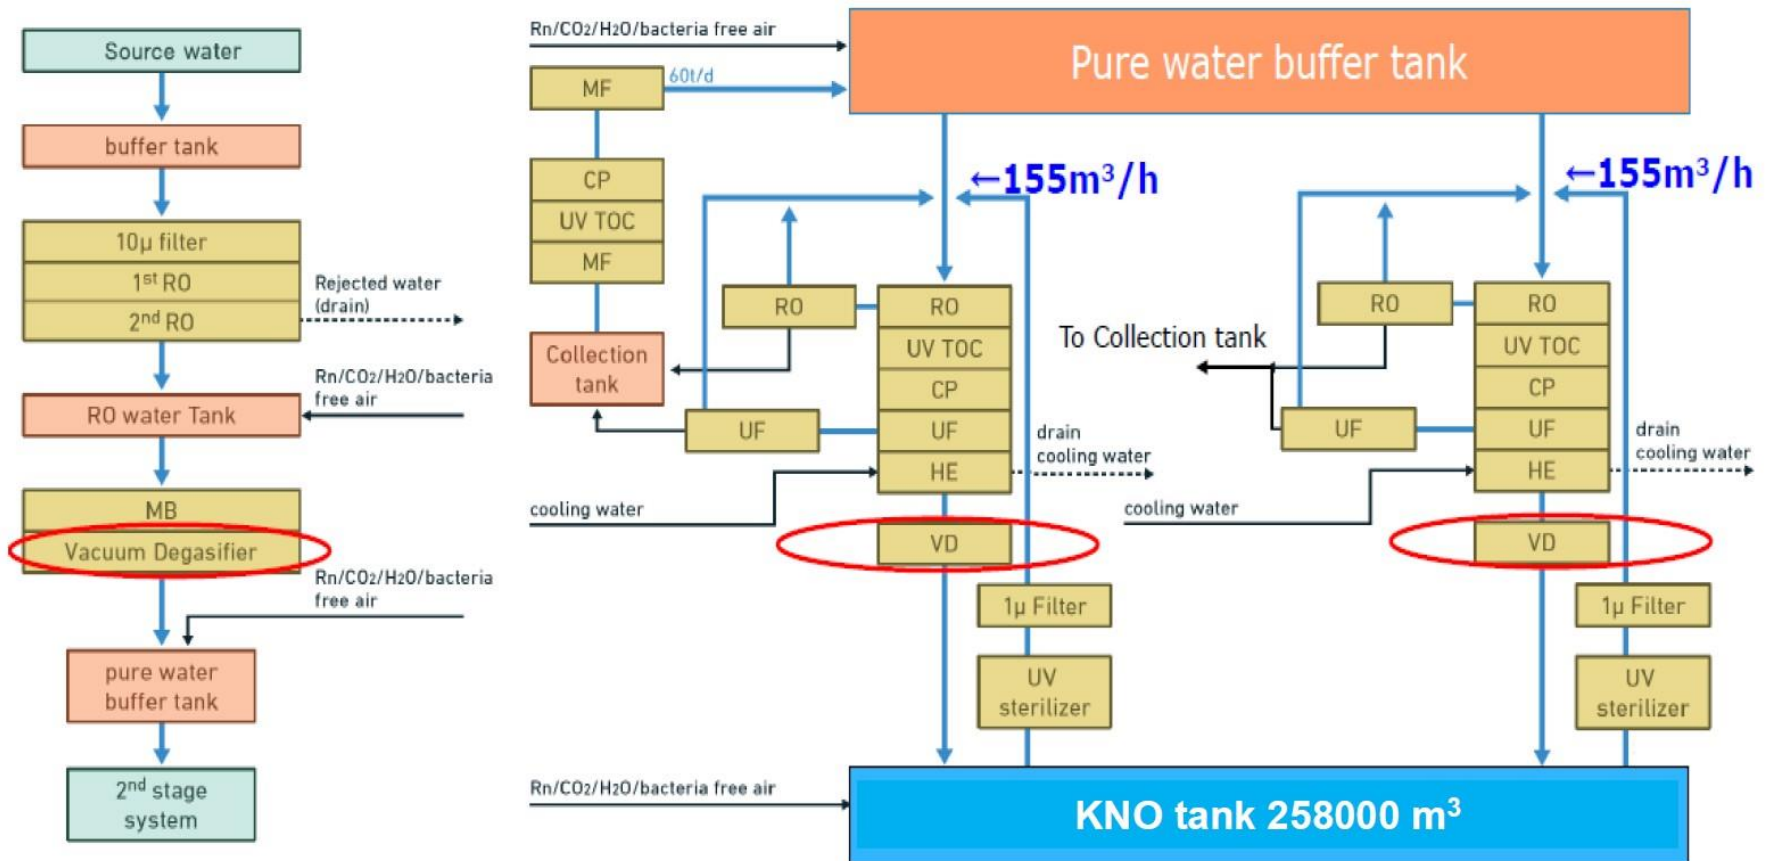 Source water
buffer tank
10µ filter
1st RO
2nd RO
Rejected water
(drain)
Rn/CO2/H2O/bacteria
free air
RO water Tank
MB
Vacuum Degasifier
Rn/CO2/H2O/bacteria
free air
pure water
buffer tank
2nd stage
system
Rn/CO2/H2O/bacteria free air
Pure water buffer tank
MF
60t/d
CP
UV TOC
MF
Collection
tank
←155m3/h
RO
RO
UV TOC
CP
UF
UF
HE
drain
cooling water
cooling water
VD
1µ Filter
UV
sterilizer
←155m3/h
RO
RO
To Collection tank
UV TOC
CP
UF
UF
HE
drain
cooling water
cooling water
VD
1µ Filter
UV
sterilizer
Rn/CO2/H2O/bacteria free air
KNO tank 258000 m3